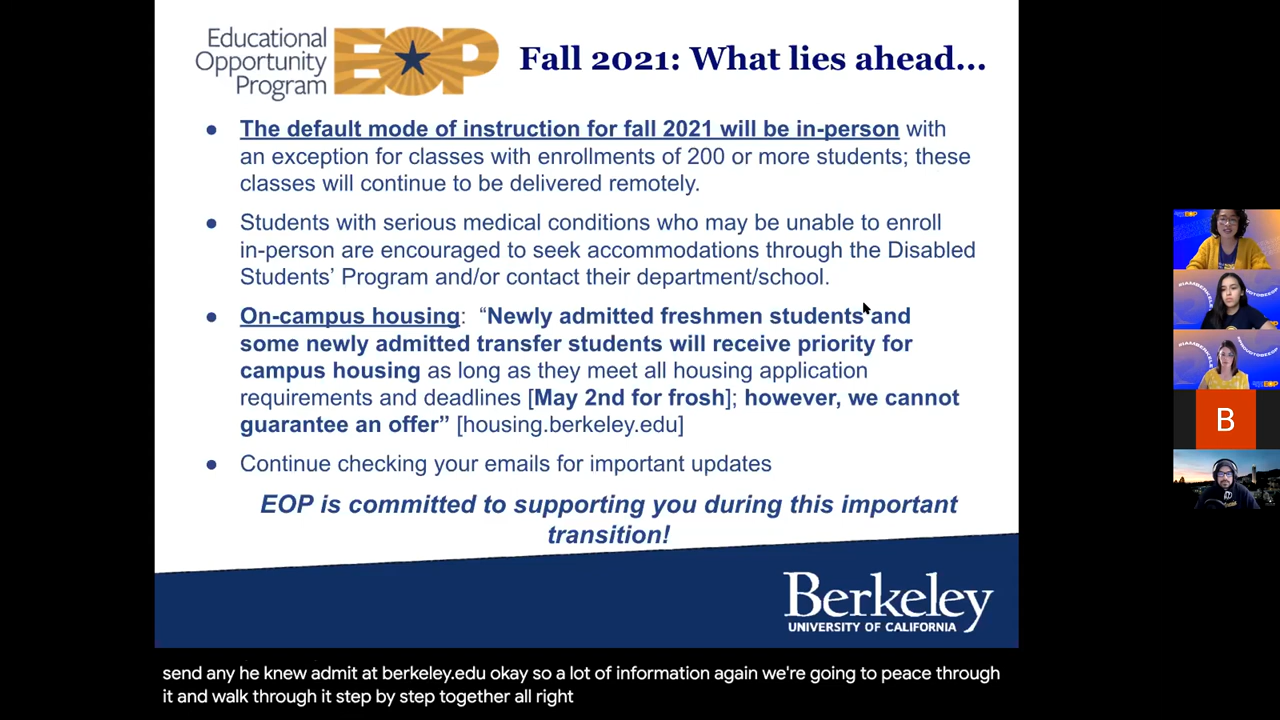 Educational
Opportunity
Program
EOP
Fall 2021: What lies ahead...
● The default mode of instruction for fall 2021 will be in-person with
an exception for classes with enrollments of 200 or more students; these
classes will continue to be delivered remotely.
● Students with serious medical conditions who may be unable to enroll
in-person are encouraged to seek accommodations through the Disabled
Students’ Program and/or contact their department/school.
● On-campus housing: “Newly admitted freshmen students and
some newly admitted transfer students will receive priority for
campus housing as long as they meet all housing application
requirements and deadlines [May 2nd for frosh]; however, we cannot
guarantee an offer” [housing.berkeley.edu]
● Continue checking your emails for important updates
EOP is committed to supporting you during this important
transition!
Berkeley
UNIVERSITY OF CALIFORNIA
B
send any he knew admit at berkeley.edu okay so a lot of information again we're going to peace through
it and walk through it step by step together all right